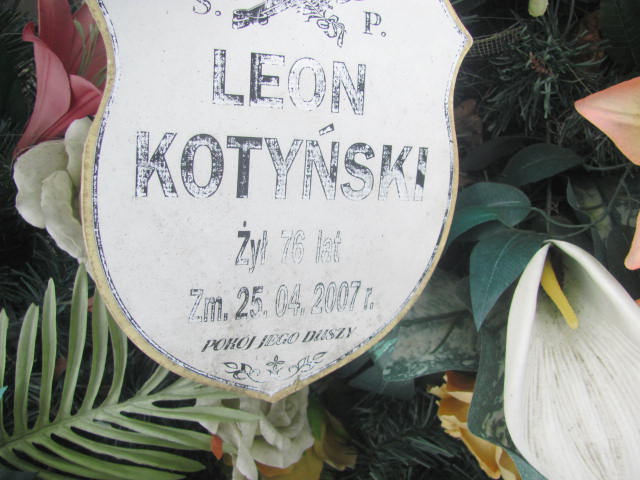 S. P.
LEON
KOTYŃSKI
Żył 76 lat
Zm. 25. 04. 2007 r.
POKÓJ JEGO DUSZY